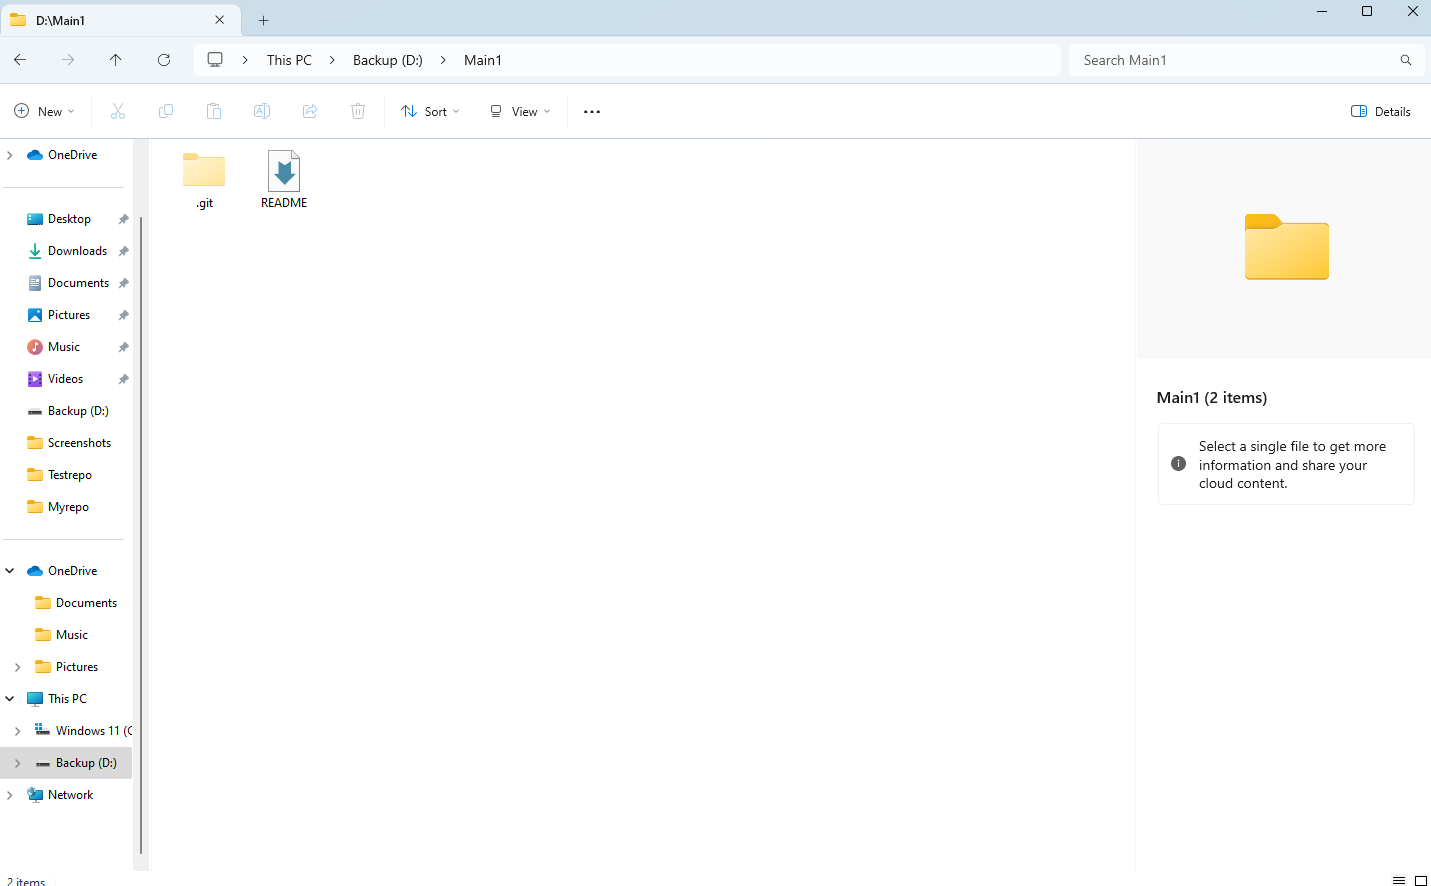 D:\Main1
This PC
Backup (D:)
Main1
Search Main1
New
Sort
View
Details
OneDrive
Desktop
Downloads
Documents
Pictures
Music
Videos
Backup (D:)
Screenshots
Testrepo
Myrepo
OneDrive
Documents
Music
Pictures
This PC
Windows 11 (C
Backup (D:)
Network
.git
README
Main1 (2 items)
Select a single file to get more
information and share your
cloud content.
2 items